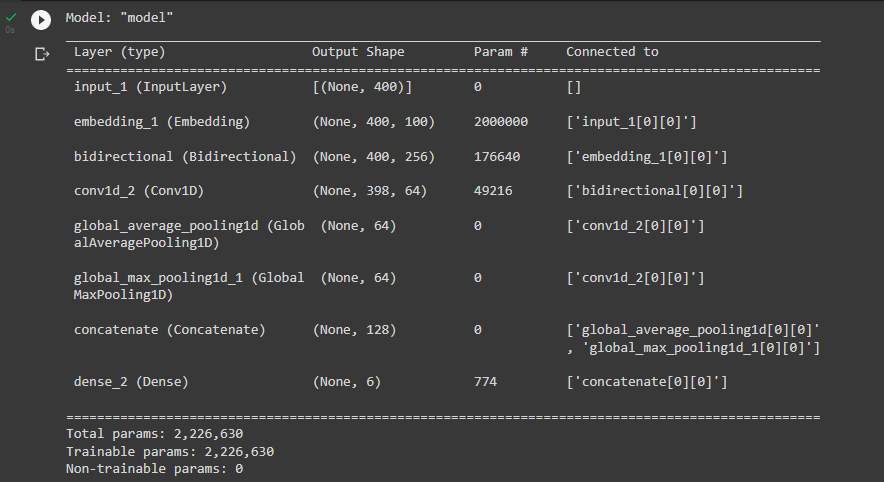 0s
Model: "model"
__________________________________________________________________________________________________
Layer (type) Output Shape Param # Connected to
==================================================================================================
input_1 (InputLayer) [(None, 400)] 0 []
embedding_1 (Embedding) (None, 400, 100) 2000000 ['input_1[0][0]']
bidirectional (Bidirectional) (None, 400, 256) 176640 ['embedding_1[0][0]']
conv1d_2 (Conv1D) (None, 398, 64) 49216 ['bidirectional[0][0]']
global_average_pooling1d (Glob (None, 64) 0 ['conv1d_2[0][0]']
alAveragePooling1D)
global_max_pooling1d_1 (Global (None, 64) 0 ['conv1d_2[0][0]']
MaxPooling1D)
concatenate (Concatenate) (None, 128) 0 ['global_average_pooling1d[0][0]'
, 'global_max_pooling1d_1[0][0]']
dense_2 (Dense) (None, 6) 774 ['concatenate[0][0]']
==================================================================================================
Total params: 2,226,630
Trainable params: 2,226,630
Non-trainable params: 0